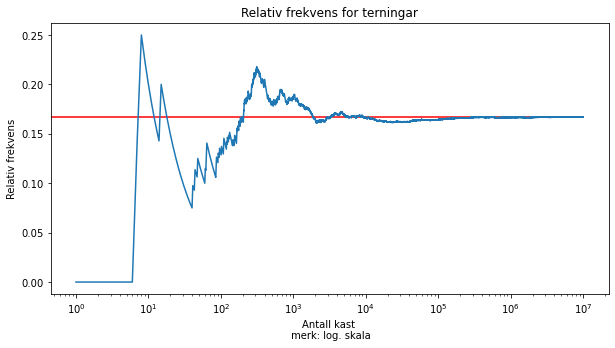 Relativ frekvens for terningar
Relativ frekvens
0.25
0.20
0.15
0.10
0.05
0.00
10⁰ 10¹ 10² 10³ 10⁴ 10⁵ 10⁶ 10⁷
Antall kast
merk: log. skala